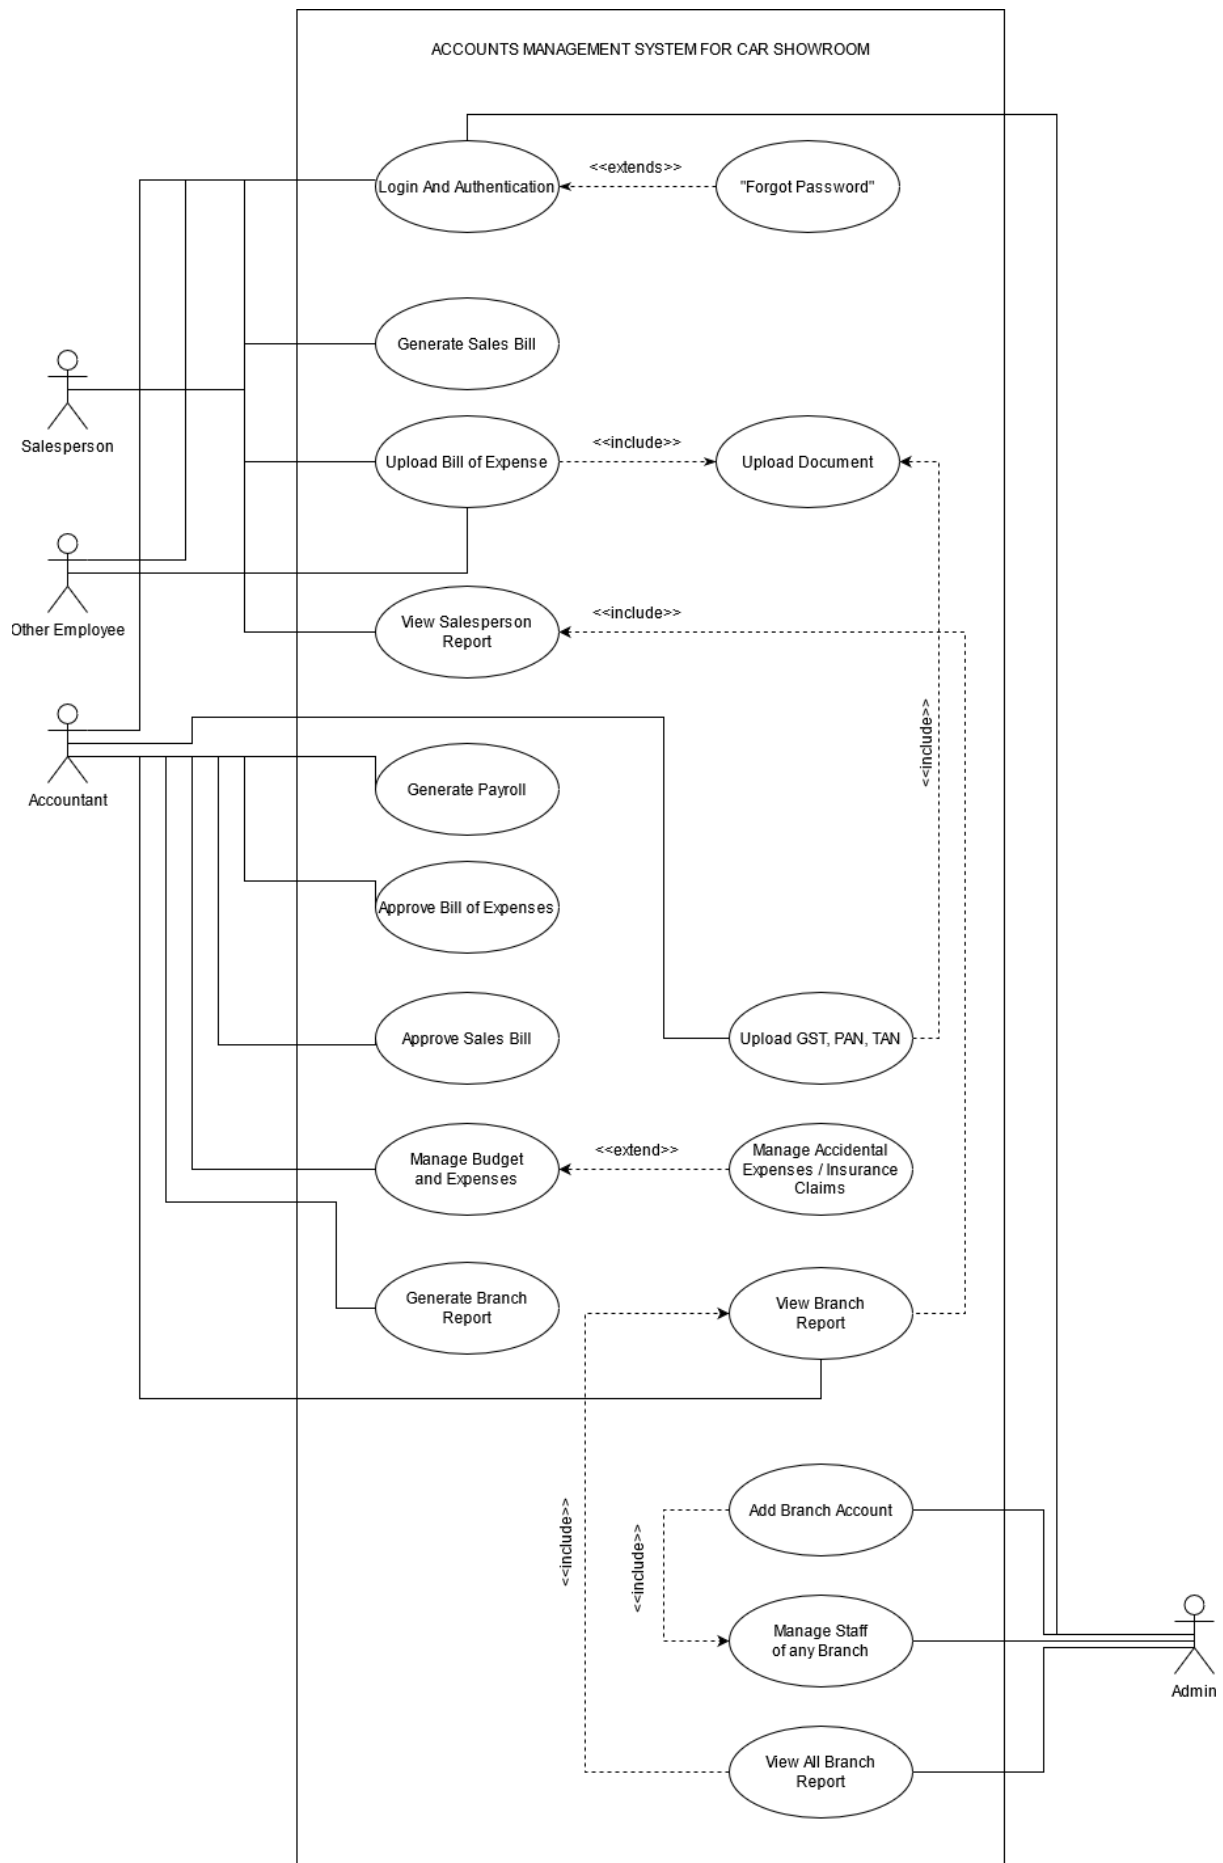 ACCOUNTS MANAGEMENT SYSTEM FOR CAR SHOWROOM
Login And Authentication
<<extends>>
"Forgot Password"
Generate Sales Bill
Salesperson
Upload Bill of Expense
<<include>>
Upload Document
Other Employee
View Salesperson
Report
<<include>>
<<include>>
Accountant
Generate Payroll
Approve Bill of Expenses
Approve Sales Bill
Upload GST, PAN, TAN
Manage Budget
and Expenses
<<extend>>
Manage Accidental
Expenses / Insurance
Claims
Generate Branch
Report
View Branch
Report
<<include>>
<<include>>
Add Branch Account
Manage Staff
of any Branch
Admin
View All Branch
Report